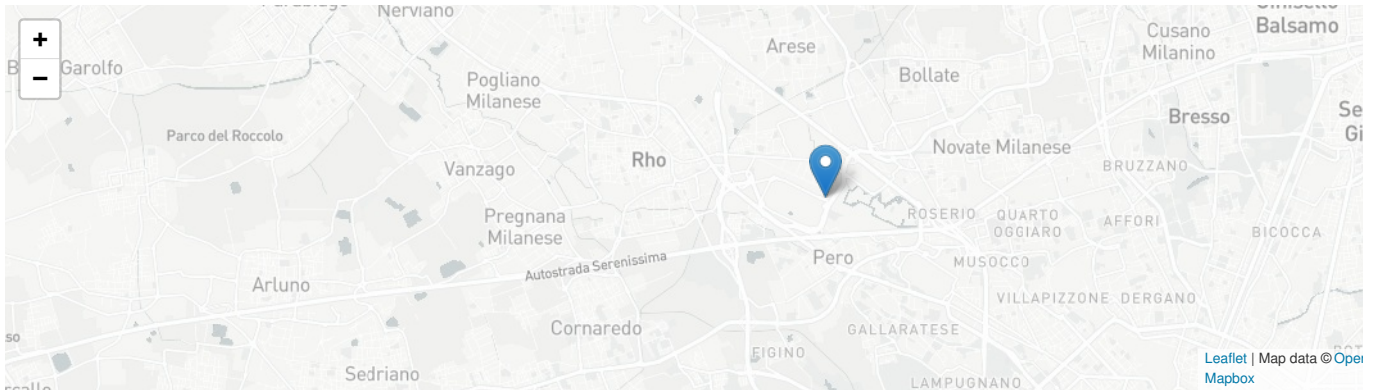 Nerviano
+
−
Balsamo
Cusano
Milanino
Arese
Garolfo
Bollate
Pogliano
Milanese
Bresso
Parco del Roccolo
Novate Milanese
Rho
Vanzago
BRUZZANO
Pregnana
Milanese
ROSERIO
QUARTO
OGGIARO
AFFORI
BICOCCA
Pero
MUSOCCO
Autostrada Serenissima
Arluno
VILLAPIZZONE
DERGANO
Cornaredo
GALLARATESE
FIGINO
Sedriano
LAMPUGNANO
Leaflet | Map data © Oper
Mapbox